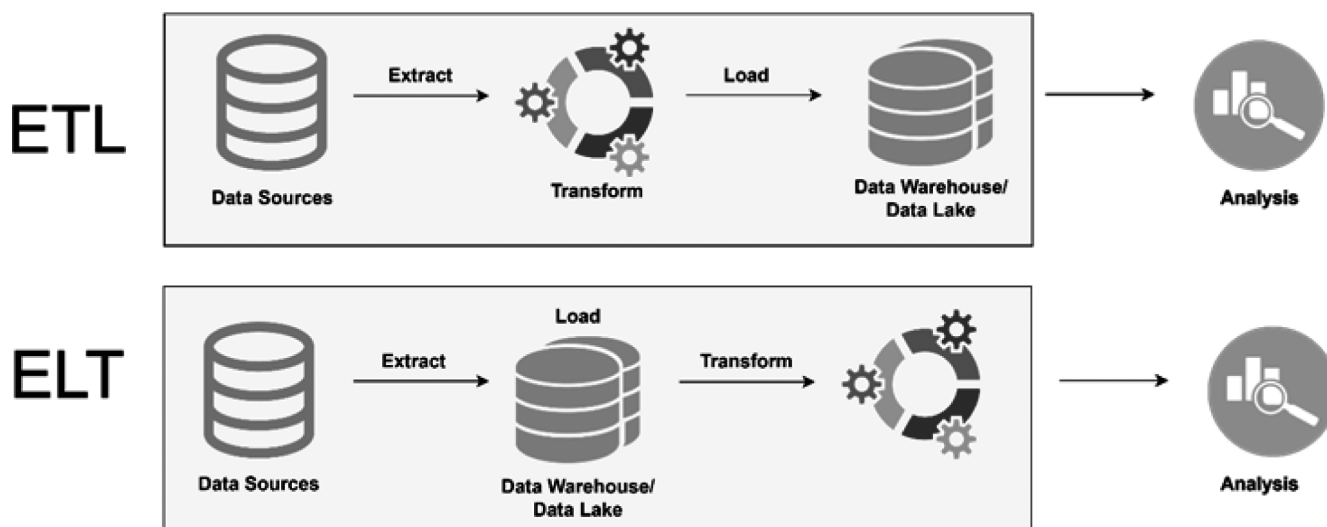 ETL
Extract
Load
Data Sources
Transform
Data Warehouse/
Data Lake
Analysis
ELT
Load
Extract
Transform
Data Sources
Data Warehouse/
Data Lake
Analysis